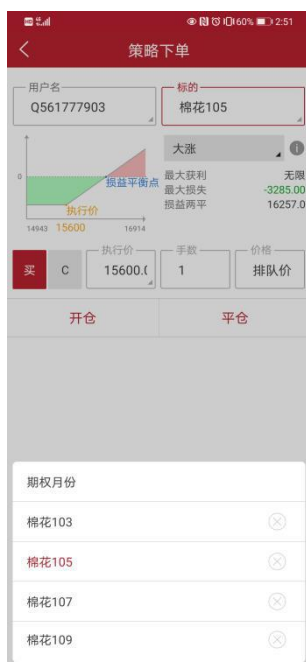 60% 2:51
策略下单
用户名 标的
Q561777903 棉花105
大涨
最大获利 无限
最大损失 -3285.00
损益两平 16257.0
0
损益平衡点
执行价
14943 15600 16914
执行价 手数 价格
买 C 15600.( 1 排队价
开仓 平仓
期权月份
棉花103
棉花105
棉花107
棉花109